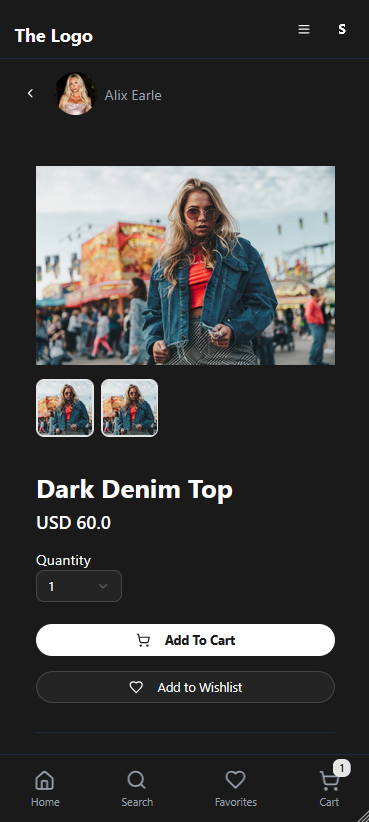 The Logo
S
Alix Earle
Dark Denim Top
USD 60.0
Quantity
1
Add To Cart
Add to Wishlist
1
Home
Search
Favorites
Cart